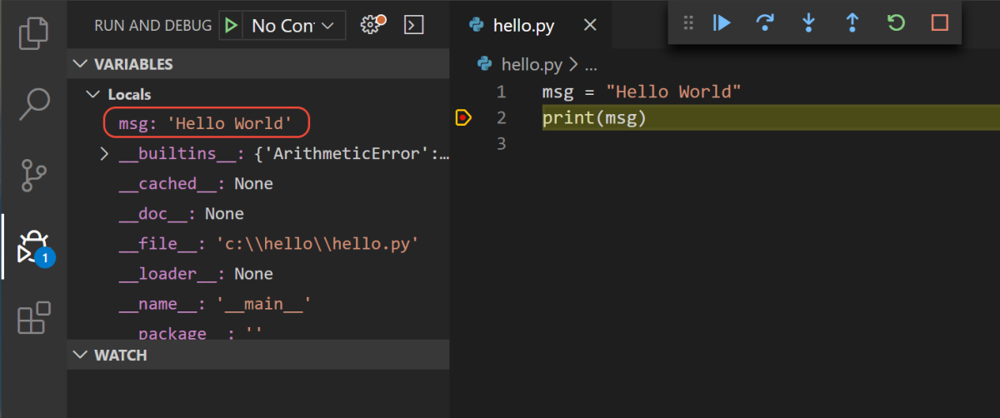 RUN AND DEBUG
No Con
VARIABLES
Locals
msg: 'Hello World'
__builtins__: {'ArithmeticError':...
__cached__: None
__doc__: None
__file__: 'c:\\hello\\hello.py'
__loader__: None
__name__: '__main__'
__package__: ''
WATCH
1
hello.py
hello.py > ...
1 msg = "Hello World"
2 print(msg)
3